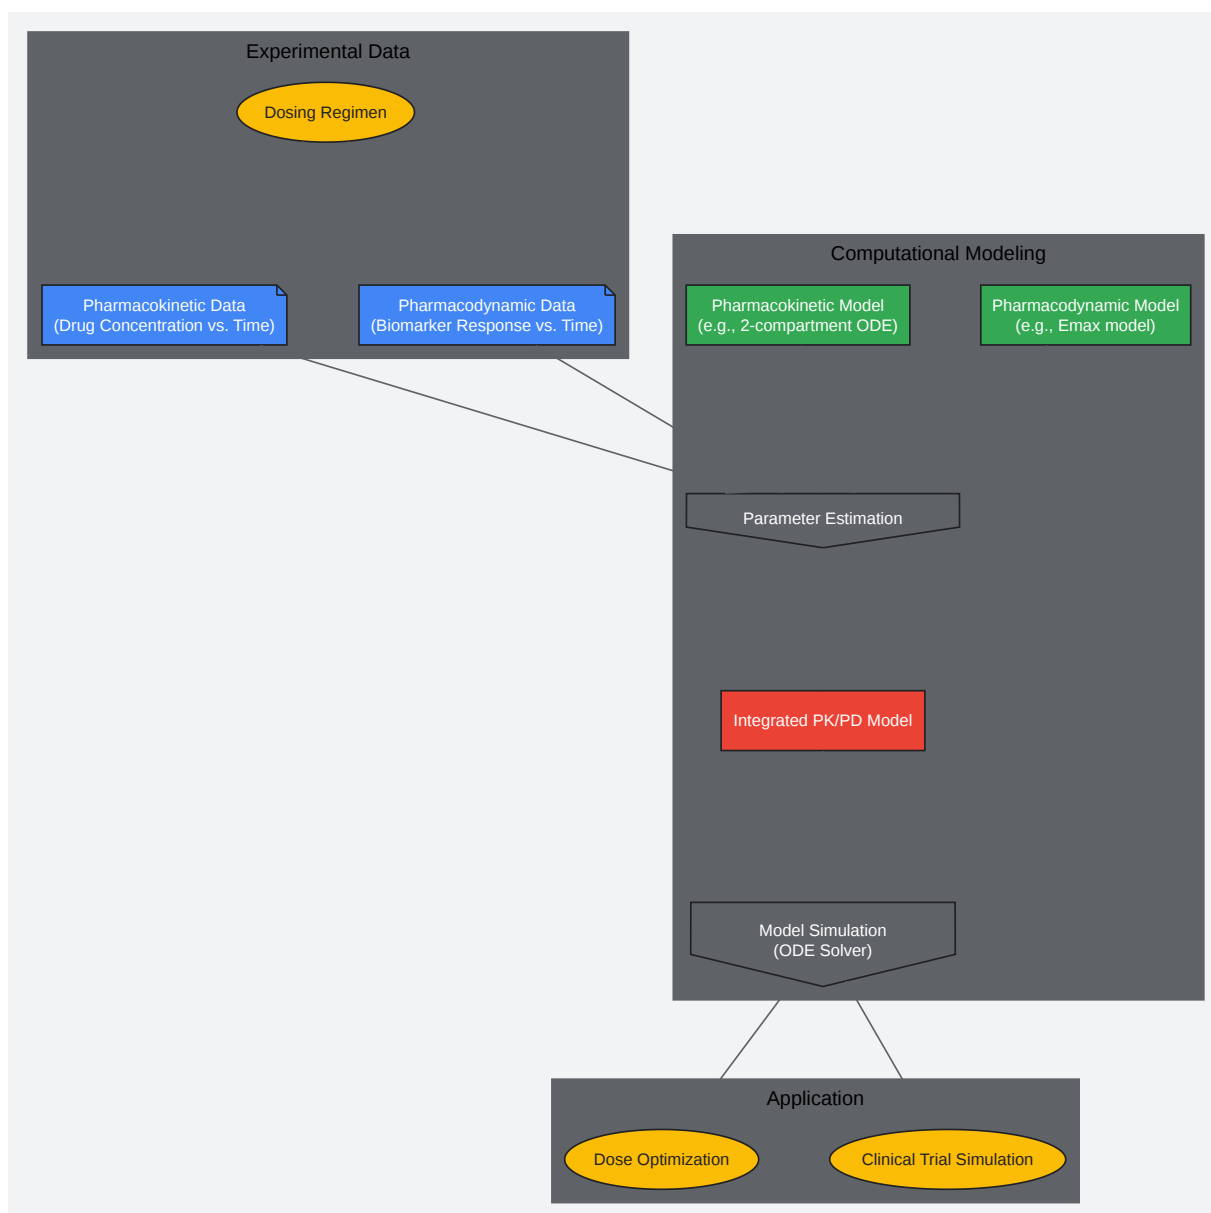 Experimental Data
Dosing Regimen
Pharmacokinetic Data
(Drug Concentration vs. Time)
Pharmacodynamic Data
(Biomarker Response vs. Time)
Computational Modeling
Pharmacokinetic Model
(e.g., 2-compartment ODE)
Pharmacodynamic Model
(e.g., Emax model)
Parameter Estimation
Integrated PK/PD Model
Model Simulation
(ODE Solver)
Application
Dose Optimization
Clinical Trial Simulation